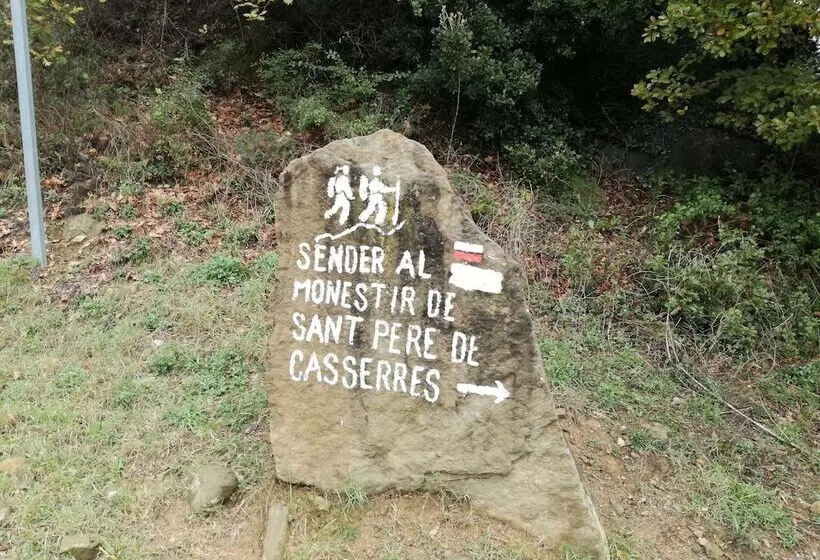 SENDER AL
MONESTIR DE
SANT PERE DE
CASSERRES →